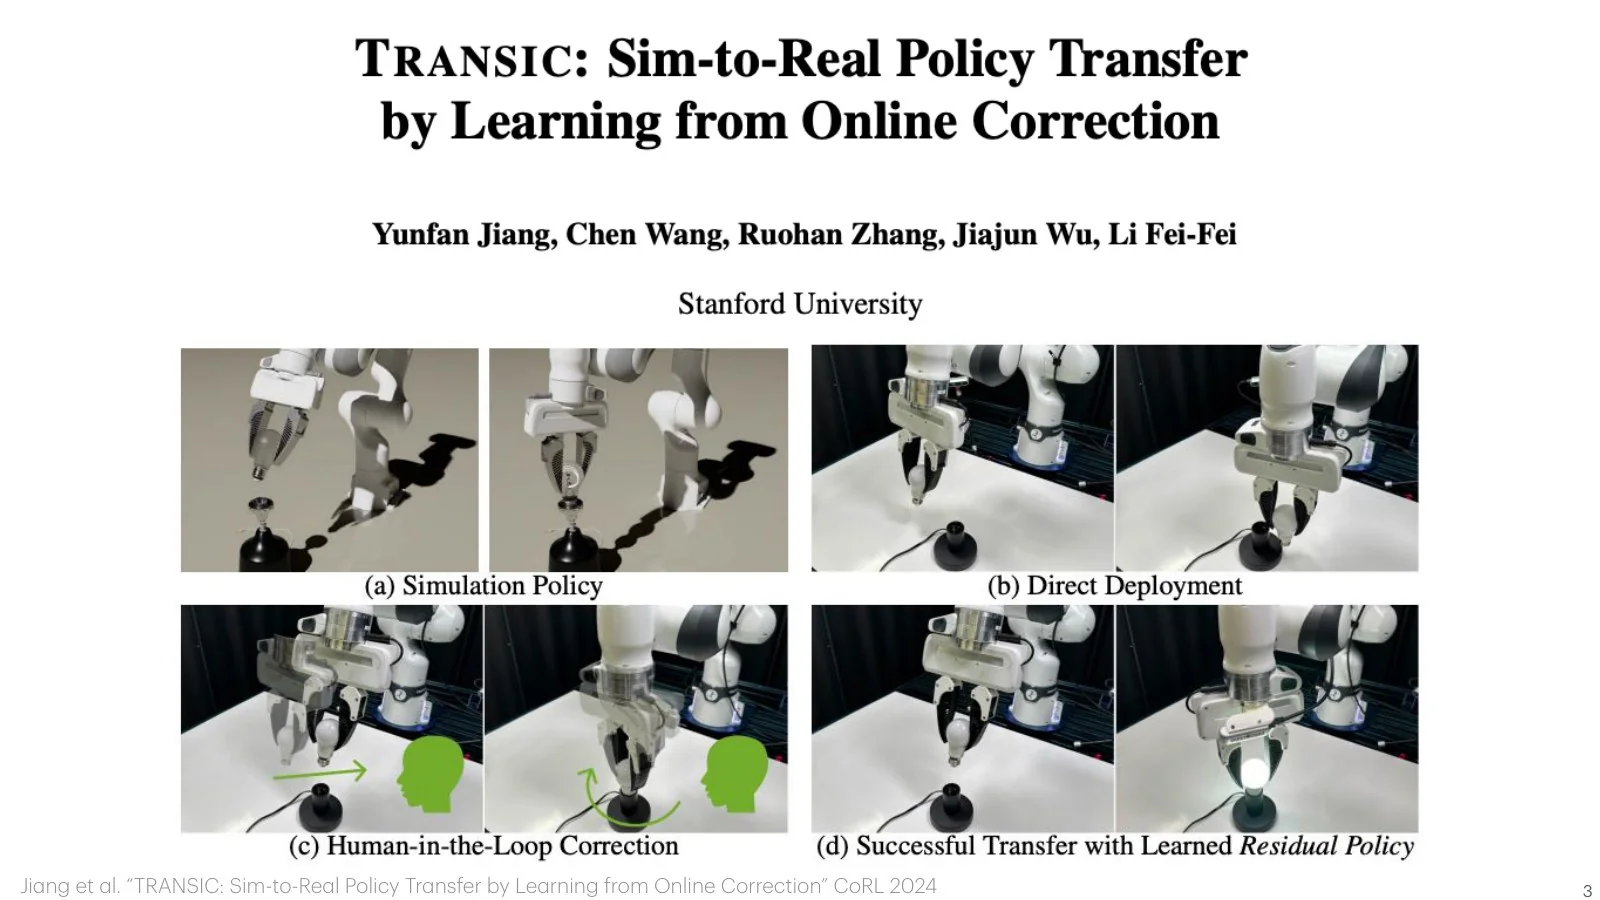 TRANSIC: Sim-to-Real Policy Transfer
by Learning from Online Correction
Yunfan Jiang, Chen Wang, Ruohan Zhang, Jiajun Wu, Li Fei-Fei
Stanford University
(a) Simulation Policy
(b) Direct Deployment
(c) Human-in-the-Loop Correction
(d) Successful Transfer with Learned Residual Policy
Jiang et al. “TRANSIC: Sim-to-Real Policy Transfer by Learning from Online Correction” CoRL 2024
3